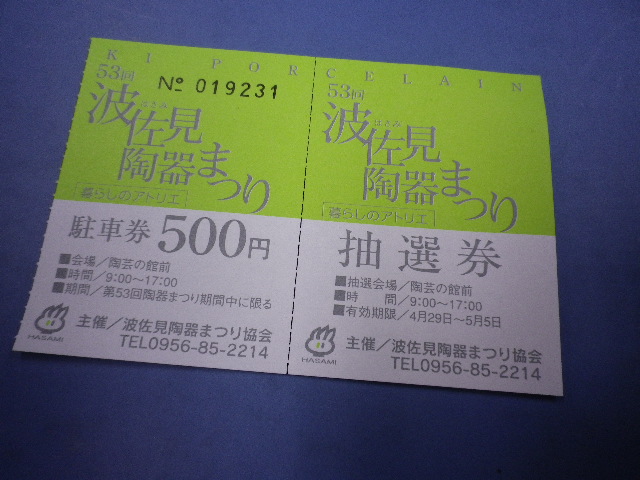 KI PORCELAIN
53回
No 019231
波佐見
はさみ
陶器まつり
暮らしのアトリエ
駐車券 500円
■会場/陶芸の館前
■時間/9:00〜17:00
■期間/第53回陶器まつり期間中に限る
HASAMI
主催/波佐見陶器まつり協会
TEL0956-85-2214
53回
波佐見
はさみ
陶器まつり
暮らしのアトリエ
抽選券
■抽選会場/陶芸の館前
■時 間/9:00〜17:00
■有効期限/4月29日〜5月5日
HASAMI
主催/波佐見陶器まつり協会
TEL0956-85-2214